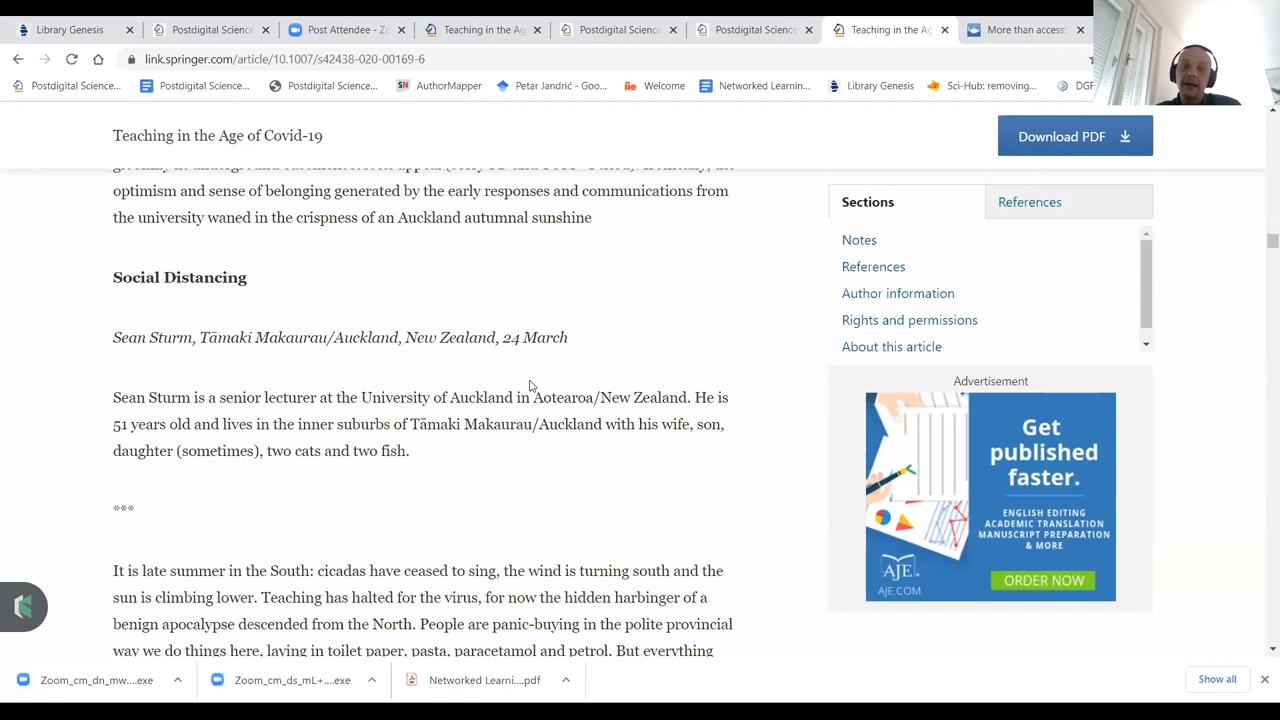 Library Genesis
Postdigital Science
Post Attendee - Zo
Teaching in the Ag
Postdigital Science
Postdigital Science
Teaching in the Ag
More than access:
link.springer.com/article/10.1007/s42438-020-00169-6
Postdigital Science...
Postdigital Science...
Postdigital Science...
SN AuthorMapper
Petar Jandrić - Goo...
Welcome
Networked Learnin...
Library Genesis
Sci-Hub: removing...
DGF
Teaching in the Age of Covid-19
Download PDF
optimism and sense of belonging generated by the early responses and communications from
the university waned in the crispness of an Auckland autumnal sunshine
Social Distancing
Sean Sturm, Tāmaki Makaurau/Auckland, New Zealand, 24 March
Sean Sturm is a senior lecturer at the University of Auckland in Aotearoa/New Zealand. He is
51 years old and lives in the inner suburbs of Tāmaki Makaurau/Auckland with his wife, son,
daughter (sometimes), two cats and two fish.
***
It is late summer in the South: cicadas have ceased to sing, the wind is turning south and the
sun is climbing lower. Teaching has halted for the virus, for now the hidden harbinger of a
benign apocalypse descended from the North. People are panic-buying in the polite provincial
way we do things here, laying in toilet paper, pasta, paracetamol and petrol. But everything
Sections
References
Notes
References
Author information
Rights and permissions
About this article
Advertisement
Get
published
faster.
ENGLISH EDITING
ACADEMIC TRANSLATION
MANUSCRIPT PREPARATION
& MORE
AJE
AJE.COM
ORDER NOW
Zoom_cm_dn_mw....exe
Zoom_cm_ds_mL+....exe
Networked Learni....pdf
Show all